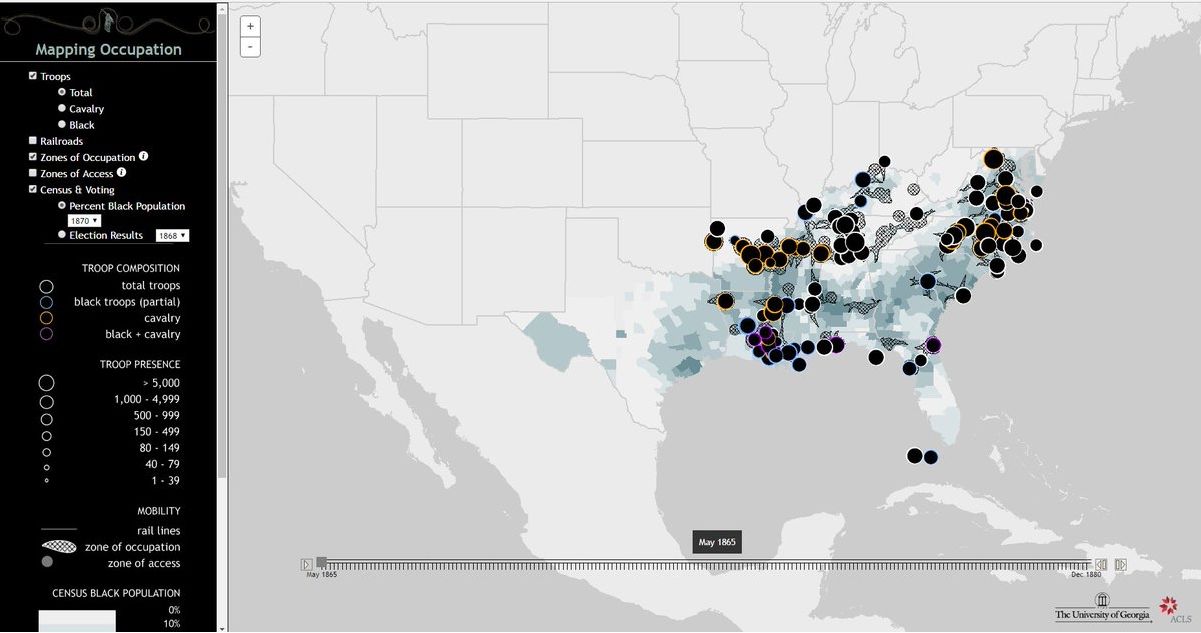 Mapping Occupation
Troops
Total
Cavalry
Black
Railroads
Zones of Occupation i
Zones of Access i
Census & Voting
Percent Black Population
1870
Election Results 1868
TROOP COMPOSITION
total troops
black troops (partial)
cavalry
black + cavalry
TROOP PRESENCE
> 5,000
1,000 - 4,999
500 - 999
150 - 499
80 - 149
40 - 79
1 - 39
MOBILITY
rail lines
zone of occupation
zone of access
CENSUS BLACK POPULATION
0%
10%
+
-
May 1865
May 1865
Dec 1880
The University of Georgia
ACLS